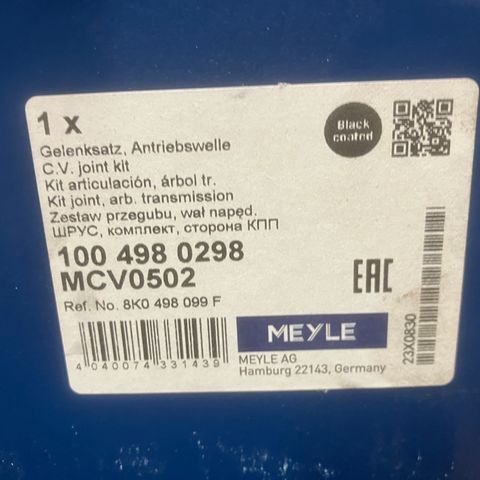 1 x
Black
coated
Gelenksatz, Antriebswelle
C.V. joint kit
Kit articulación, árbol tr.
Kit joint, arb. transmission
Zestaw przegubu, wał napęd.
ШРУС, комплект, сторона КПП
100 498 0298
MCV0502
Ref. No. 8K0 498 099 F
EAC
4 040074 331439
MEYLE
MEYLE AG
Hamburg 22143, Germany
23X0830